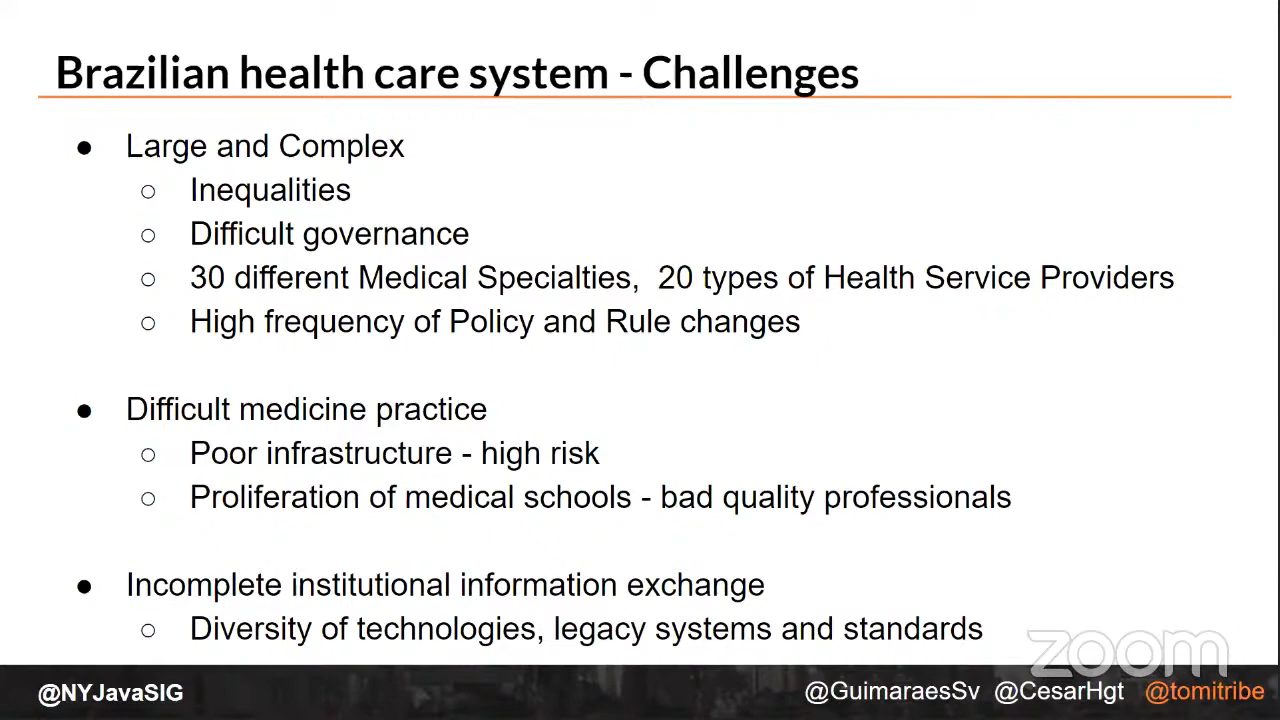 Brazilian health care system - Challenges
● Large and Complex
○ Inequalities
○ Difficult governance
○ 30 different Medical Specialties, 20 types of Health Service Providers
○ High frequency of Policy and Rule changes
● Difficult medicine practice
○ Poor infrastructure - high risk
○ Proliferation of medical schools - bad quality professionals
● Incomplete institutional information exchange
○ Diversity of technologies, legacy systems and standards
zoom
@NYJavaSIG @GuimaraesSv @CesarHgt @tomitribe